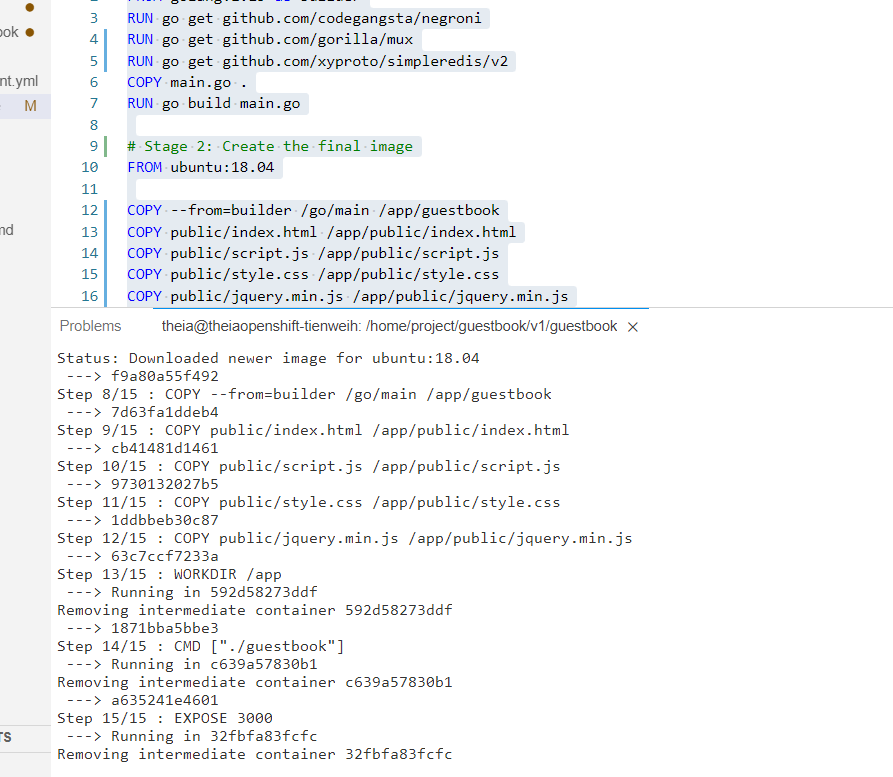 3 RUN go get github.com/codegangsta/negroni
ook
4 RUN go get github.com/gorilla/mux
5 RUN go get github.com/xyproto/simpleredis/v2
nt.yml
6 COPY main.go .
M
7 RUN go build main.go
8
9 # Stage 2: Create the final image
10 FROM ubuntu:18.04
11
md
12 COPY --from=builder /go/main /app/guestbook
13 COPY public/index.html /app/public/index.html
14 COPY public/script.js /app/public/script.js
15 COPY public/style.css /app/public/style.css
16 COPY public/jquery.min.js /app/public/jquery.min.js
Problems theia@theiaopenshift-tienweih: /home/project/guestbook/v1/guestbook ×
Status: Downloaded newer image for ubuntu:18.04
---> f9a80a55f492
Step 8/15 : COPY --from=builder /go/main /app/guestbook
---> 7d63fa1ddeb4
Step 9/15 : COPY public/index.html /app/public/index.html
---> cb41481d1461
Step 10/15 : COPY public/script.js /app/public/script.js
---> 9730132027b5
Step 11/15 : COPY public/style.css /app/public/style.css
---> 1ddbbeb30c87
Step 12/15 : COPY public/jquery.min.js /app/public/jquery.min.js
---> 63c7ccf7233a
Step 13/15 : WORKDIR /app
---> Running in 592d58273ddf
Removing intermediate container 592d58273ddf
---> 1871bba5bbe3
Step 14/15 : CMD ["./guestbook"]
---> Running in c639a57830b1
Removing intermediate container c639a57830b1
---> a635241e4601
Step 15/15 : EXPOSE 3000
TS
---> Running in 32fbfa83fcfc
Removing intermediate container 32fbfa83fcfc